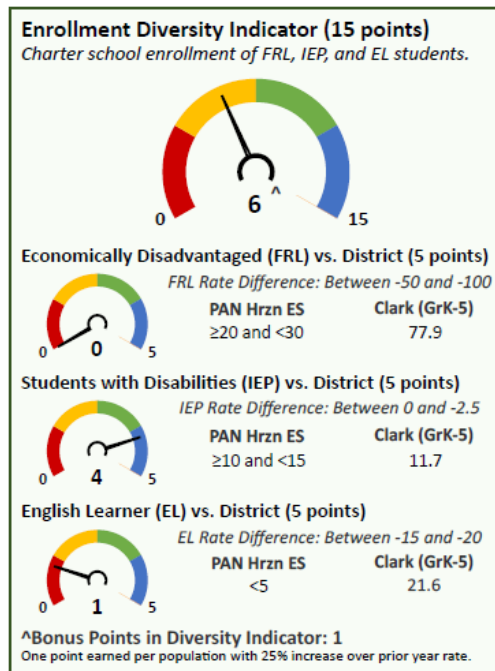 Enrollment Diversity Indicator (15 points)
Charter school enrollment of FRL, IEP, and EL students.
0 6 ^ 15
Economically Disadvantaged (FRL) vs. District (5 points)
FRL Rate Difference: Between -50 and -100
PAN Hrzn ES Clark (GrK-5)
≥20 and <30 77.9
0 0 5
Students with Disabilities (IEP) vs. District (5 points)
IEP Rate Difference: Between 0 and -2.5
PAN Hrzn ES Clark (GrK-5)
≥10 and <15 11.7
0 4 5
English Learner (EL) vs. District (5 points)
EL Rate Difference: Between -15 and -20
PAN Hrzn ES Clark (GrK-5)
<5 21.6
0 1 5
^Bonus Points in Diversity Indicator: 1
One point earned per population with 25% increase over prior year rate.